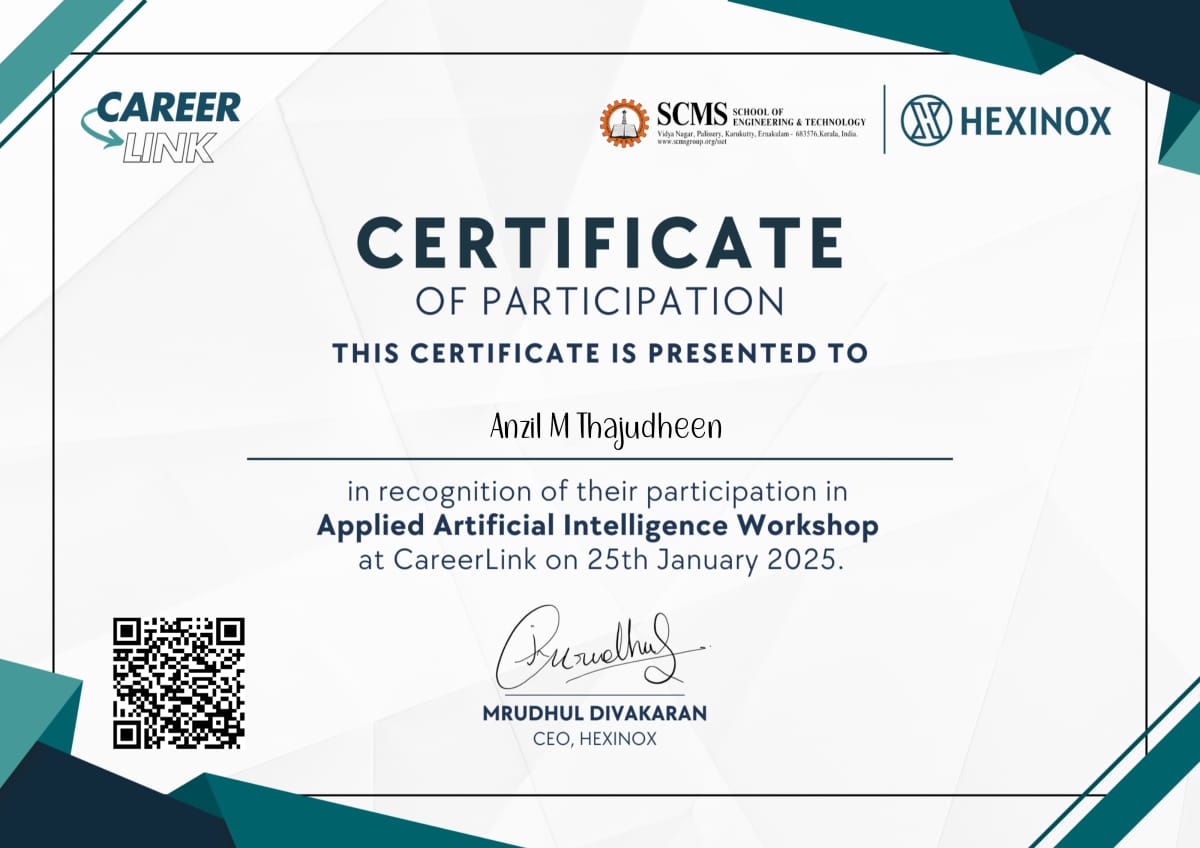 CAREER
LINK
SCMS SCHOOL OF
ENGINEERING & TECHNOLOGY
Vidya Nagar, Palissery, Karukutty, Ernakulam - 683576, Kerala, India.
www.scmsgroup.org/sset
HEXINOX
CERTIFICATE
OF PARTICIPATION
THIS CERTIFICATE IS PRESENTED TO
Anzil M Thajudheen
in recognition of their participation in
Applied Artificial Intelligence Workshop
at CareerLink on 25th January 2025.
MRUDHUL DIVAKARAN
CEO, HEXINOX